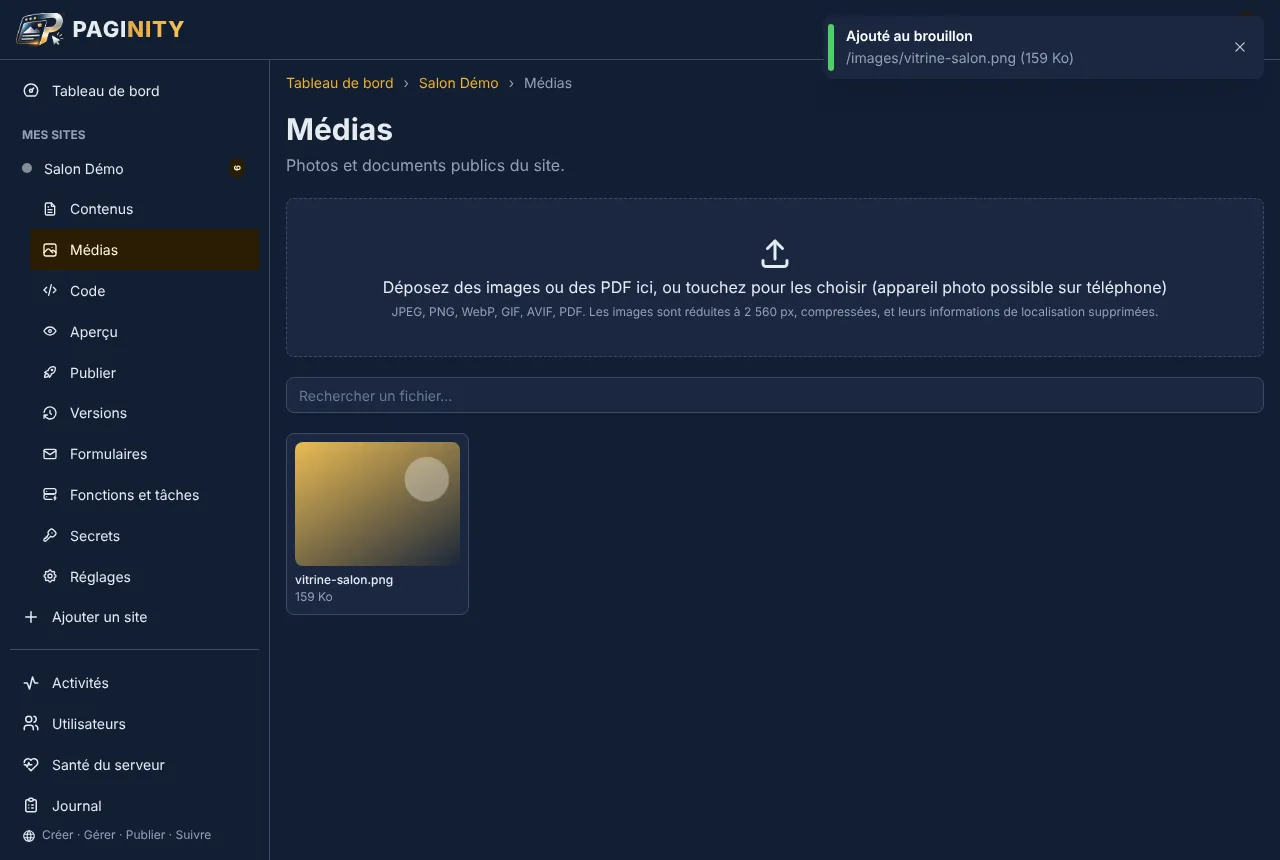 PAGINITY
Ajouté au brouillon
/images/vitrine-salon.png (159 Ko)
Tableau de bord
MES SITES
Salon Démo
Contenus
Médias
Code
Aperçu
Publier
Versions
Formulaires
Fonctions et tâches
Secrets
Réglages
Ajouter un site
Activités
Utilisateurs
Santé du serveur
Journal
Créer · Gérer · Publier · Suivre
Tableau de bord › Salon Démo › Médias
Médias
Photos et documents publics du site.
Déposez des images ou des PDF ici, ou touchez pour les choisir (appareil photo possible sur téléphone)
JPEG, PNG, WebP, GIF, AVIF, PDF. Les images sont réduites à 2 560 px, compressées, et leurs informations de localisation supprimées.
Rechercher un fichier...
vitrine-salon.png
159 Ko